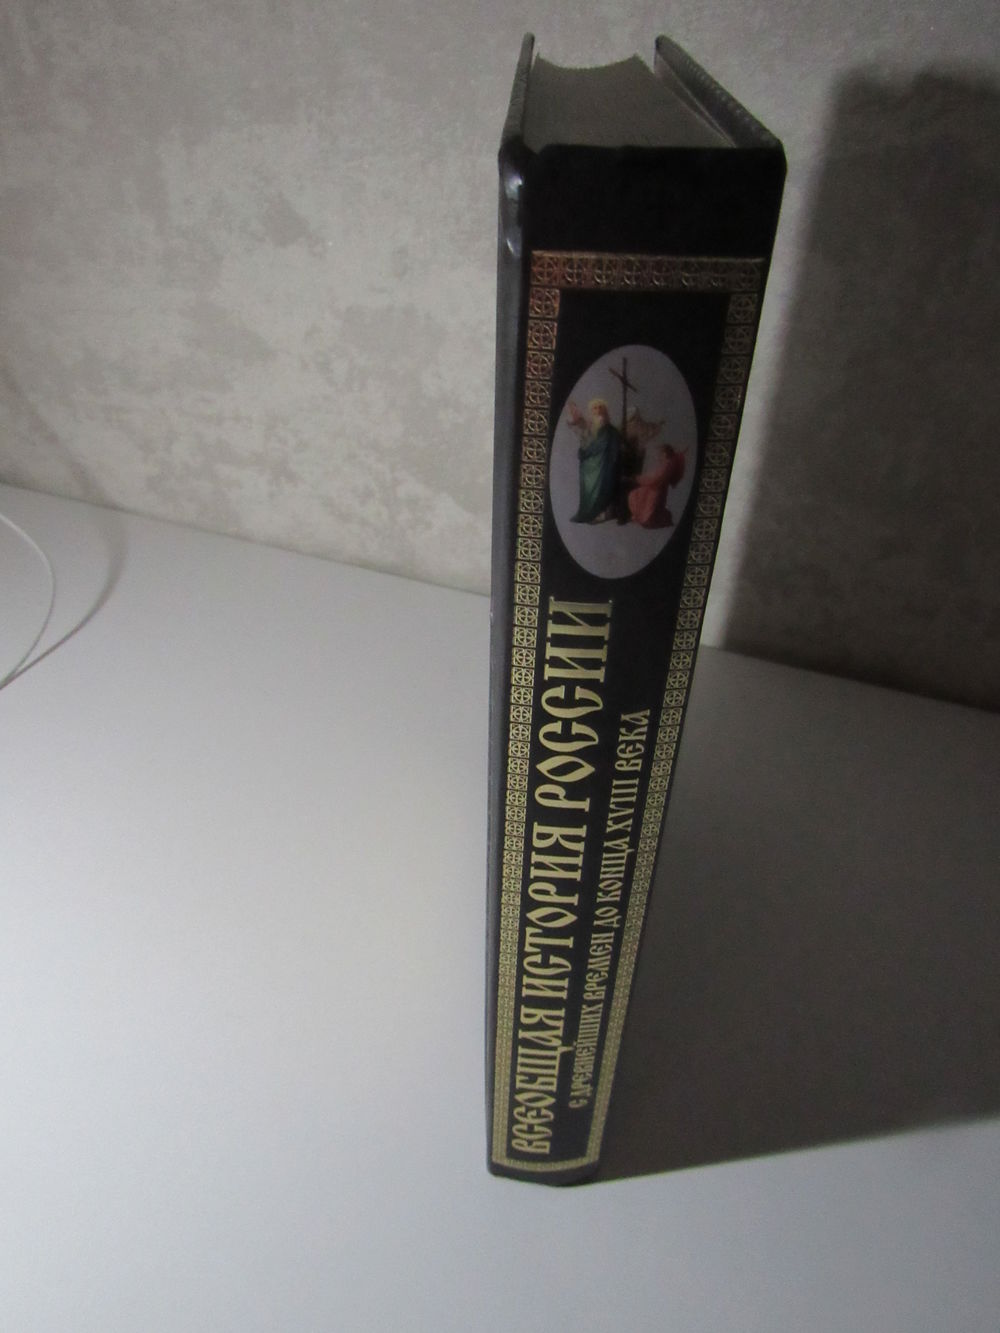 ВСЕОБЩАЯ ИСТОРИЯ РОССИИ
С ДРЕВНЕЙШИХ ВРЕМЕН ДО КОНЦА XVIII ВЕКА